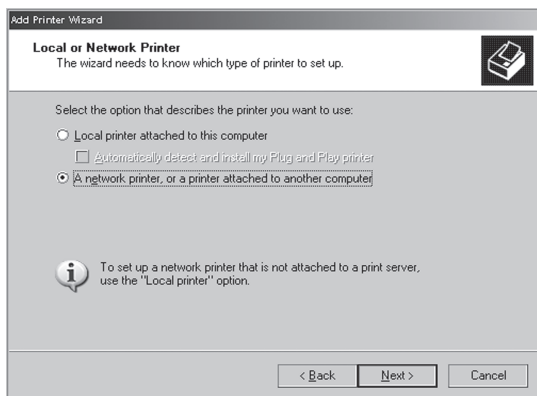 Add Printer Wizard
Local or Network Printer
The wizard needs to know which type of printer to set up.
Select the option that describes the printer you want to use:
Local printer attached to this computer
Automatically detect and install my Plug and Play printer
A network printer, or a printer attached to another computer
To set up a network printer that is not attached to a print server,
use the "Local printer" option.
< Back
Next >
Cancel